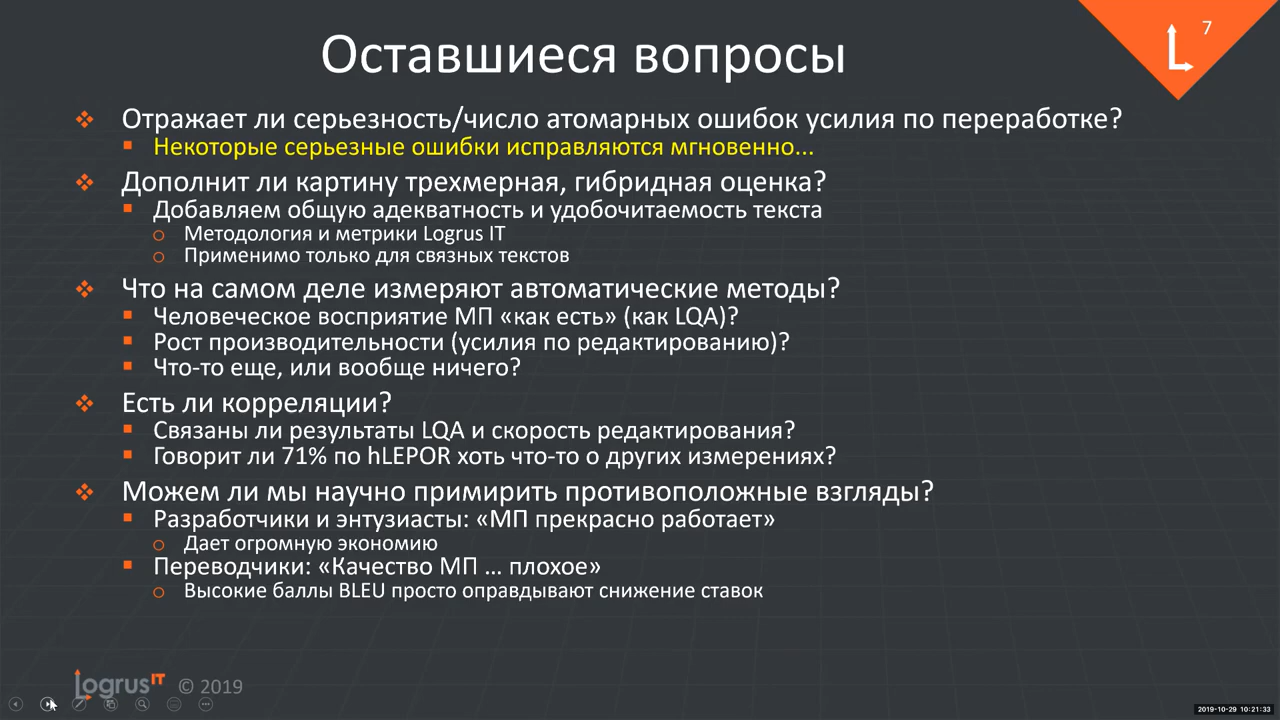 7
Оставшиеся вопросы
Отражает ли серьезность/число атомарных ошибок усилия по переработке?
Некоторые серьезные ошибки исправляются мгновенно...
Дополнит ли картину трехмерная, гибридная оценка?
Добавляем общую адекватность и удобочитаемость текста
Методология и метрики Logrus IT
Применимо только для связных текстов
Что на самом деле измеряют автоматические методы?
Человеческое восприятие МП «как есть» (как LQA)?
Рост производительности (усилия по редактированию)?
Что-то еще, или вообще ничего?
Есть ли корреляции?
Связаны ли результаты LQA и скорость редактирования?
Говорит ли 71% по hLEPOR хоть что-то о других измерениях?
Можем ли мы научно примирить противоположные взгляды?
Разработчики и энтузиасты: «МП прекрасно работает»
Дает огромную экономию
Переводчики: «Качество МП ... плохое»
Высокие баллы BLEU просто оправдывают снижение ставок
logrus IT © 2019
2019-10-29 10:21:33